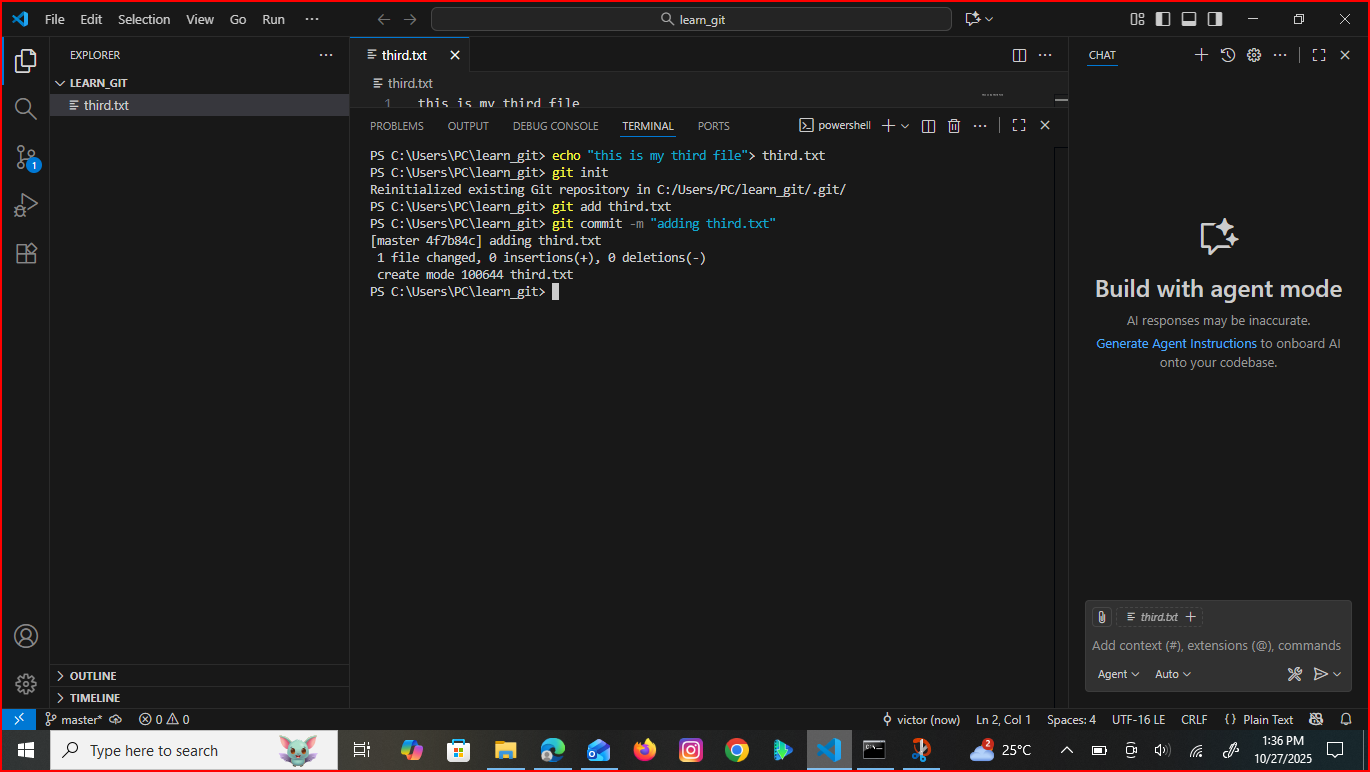 File Edit Selection View Go Run ···
learn_git
EXPLORER ···
LEARN_GIT
third.txt
1
third.txt
third.txt
1 this is my third file
PROBLEMS OUTPUT DEBUG CONSOLE TERMINAL PORTS
powershell
PS C:\Users\PC\learn_git> echo "this is my third file"> third.txt
PS C:\Users\PC\learn_git> git init
Reinitialized existing Git repository in C:/Users/PC/learn_git/.git/
PS C:\Users\PC\learn_git> git add third.txt
PS C:\Users\PC\learn_git> git commit -m "adding third.txt"
[master 4f7b84c] adding third.txt
1 file changed, 0 insertions(+), 0 deletions(-)
create mode 100644 third.txt
PS C:\Users\PC\learn_git>
CHAT
Build with agent mode
AI responses may be inaccurate.
Generate Agent Instructions to onboard AI
onto your codebase.
third.txt
Add context (#), extensions (@), commands
Agent Auto
OUTLINE
TIMELINE
master* 0 0 victor (now) Ln 2, Col 1 Spaces: 4 UTF-16 LE CRLF {} Plain Text
Type here to search
2 25°C
1:36 PM
10/27/2025